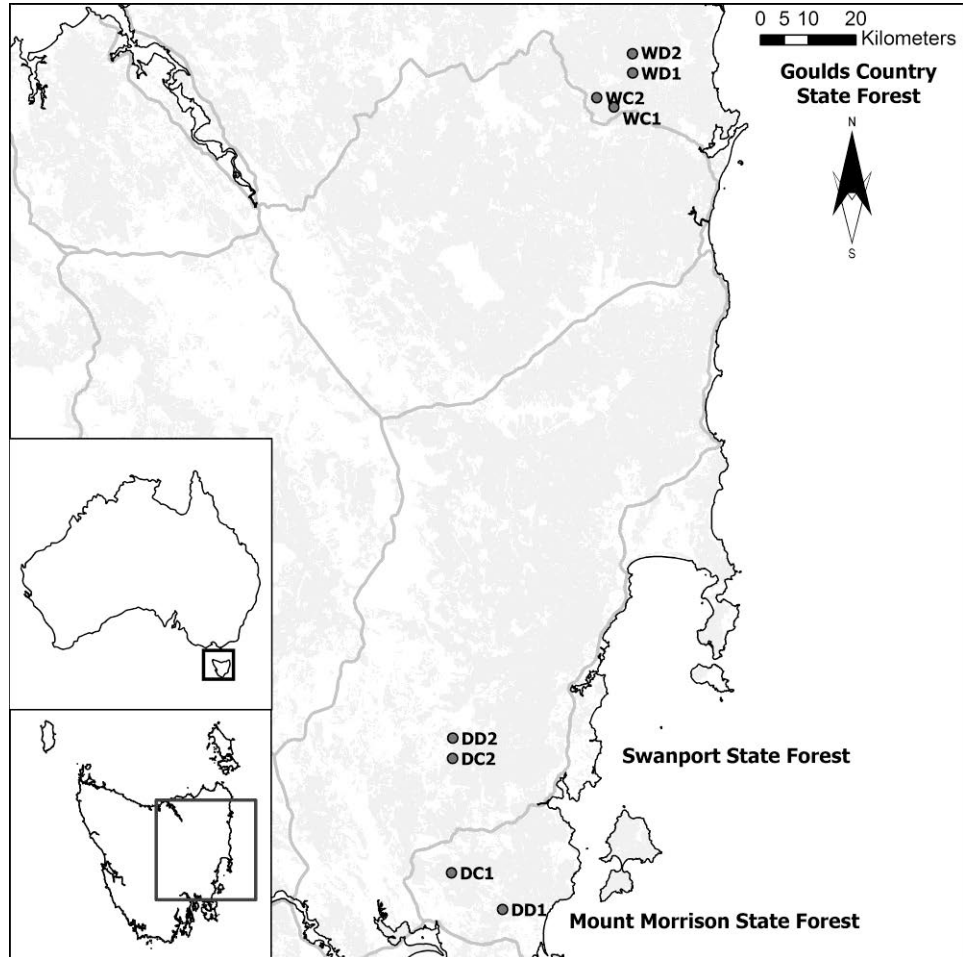 0 5 10 20
Kilometers
Goulds Country
State Forest
N
S
WD2
WD1
WC2
WC1
DD2
DC2
Swanport State Forest
DC1
DD1
Mount Morrison State Forest